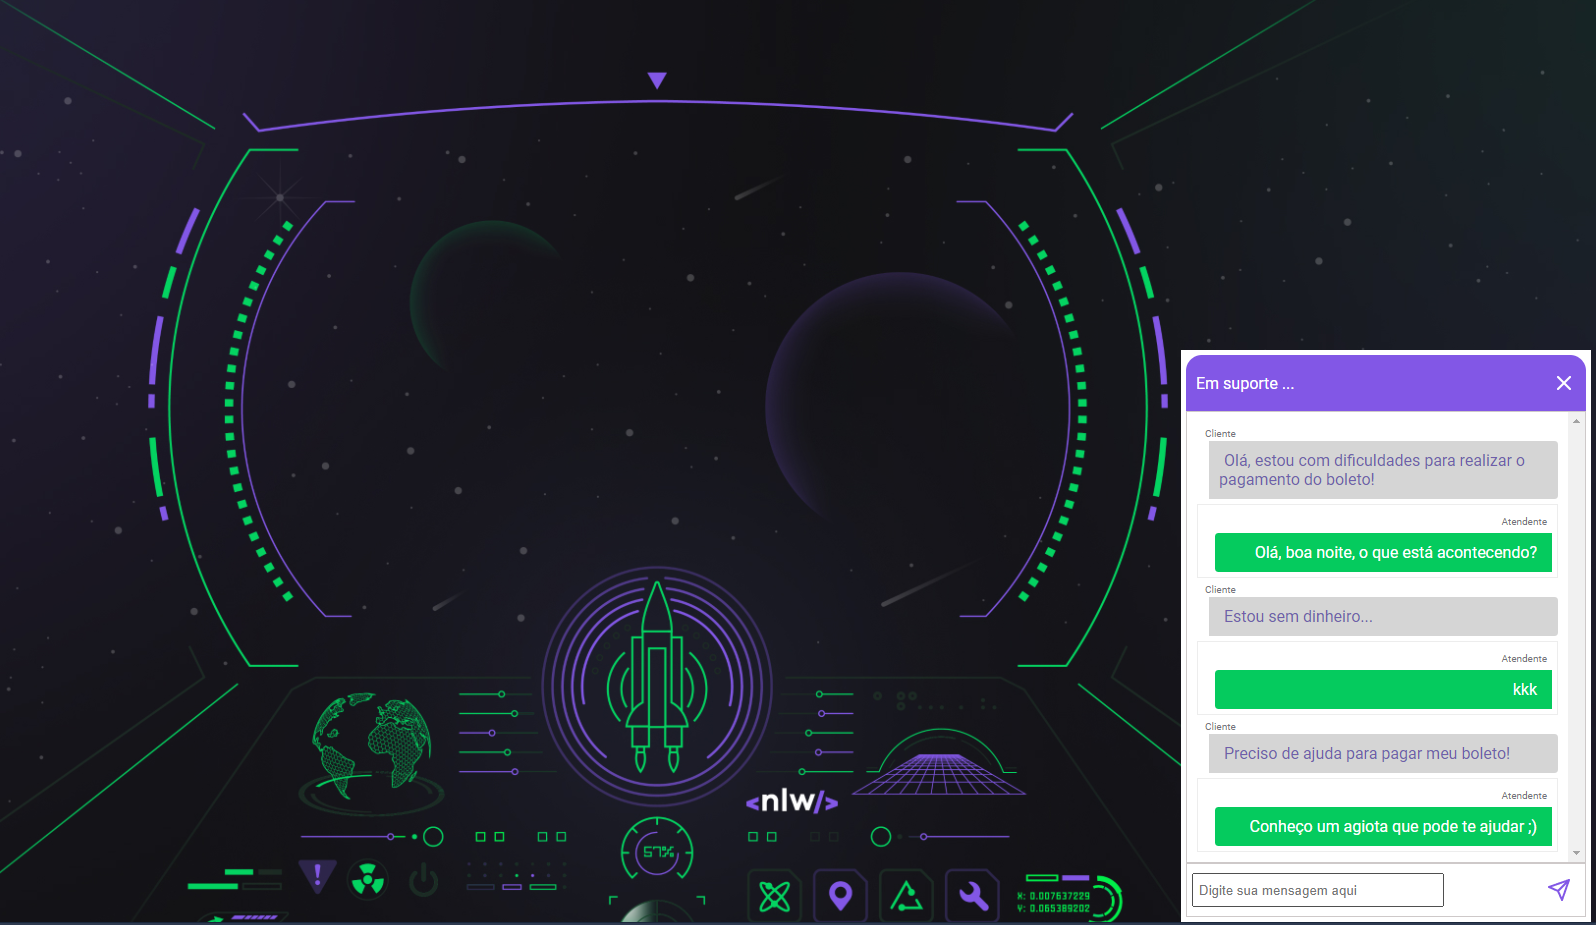 Em suporte ...
Cliente
Olá, estou com dificuldades para realizar o
pagamento do boleto!
Atendente
Olá, boa noite, o que está acontecendo?
Cliente
Estou sem dinheiro...
Atendente
kkk
Cliente
Preciso de ajuda para pagar meu boleto!
Atendente
Conheço um agiota que pode te ajudar ;)
Digite sua mensagem aqui
<nlw/>
57%
X: 0.007637229
Y: 0.065389202